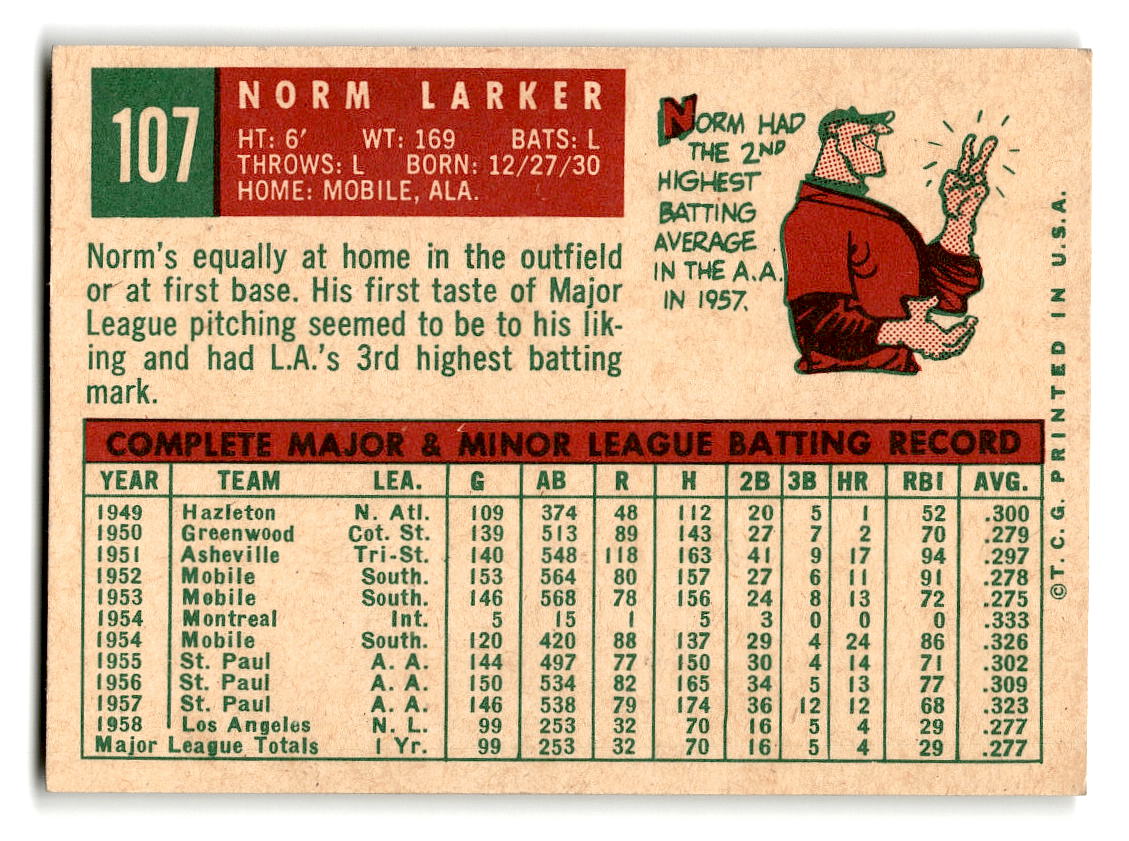 107
NORM LARKER
HT: 6' WT: 169 BATS: L
THROWS: L BORN: 12/27/30
HOME: MOBILE, ALA.
Norm's equally at home in the outfield
or at first base. His first taste of Major
League pitching seemed to be to his lik-
ing and had L.A.'s 3rd highest batting
mark.
NORM HAD
THE 2ND
HIGHEST
BATTING
AVERAGE
IN THE A.A.
IN 1957.
COMPLETE MAJOR & MINOR LEAGUE BATTING RECORD
YEAR TEAM LEA. G AB R H 2B 3B HR RBI AVG.
1949 Hazleton N. Atl. 109 374 48 112 20 5 1 52 .300
1950 Greenwood Cot. St. 139 513 89 143 27 7 2 70 .279
1951 Asheville Tri-St. 140 548 118 163 41 9 17 94 .297
1952 Mobile South. 153 564 80 157 27 6 11 91 .278
1953 Mobile South. 146 568 78 156 24 8 13 72 .275
1954 Montreal Int. 5 15 1 5 3 0 0 0 .333
1954 Mobile South. 120 420 88 137 29 4 24 86 .326
1955 St. Paul A. A. 144 497 77 150 30 4 14 71 .302
1956 St. Paul A. A. 150 534 82 165 34 5 13 77 .309
1957 St. Paul A. A. 146 538 79 174 36 12 12 68 .323
1958 Los Angeles N. L. 99 253 32 70 16 5 4 29 .277
Major League Totals 1 Yr. 99 253 32 70 16 5 4 29 .277
©T.C.G. PRINTED IN U.S.A.